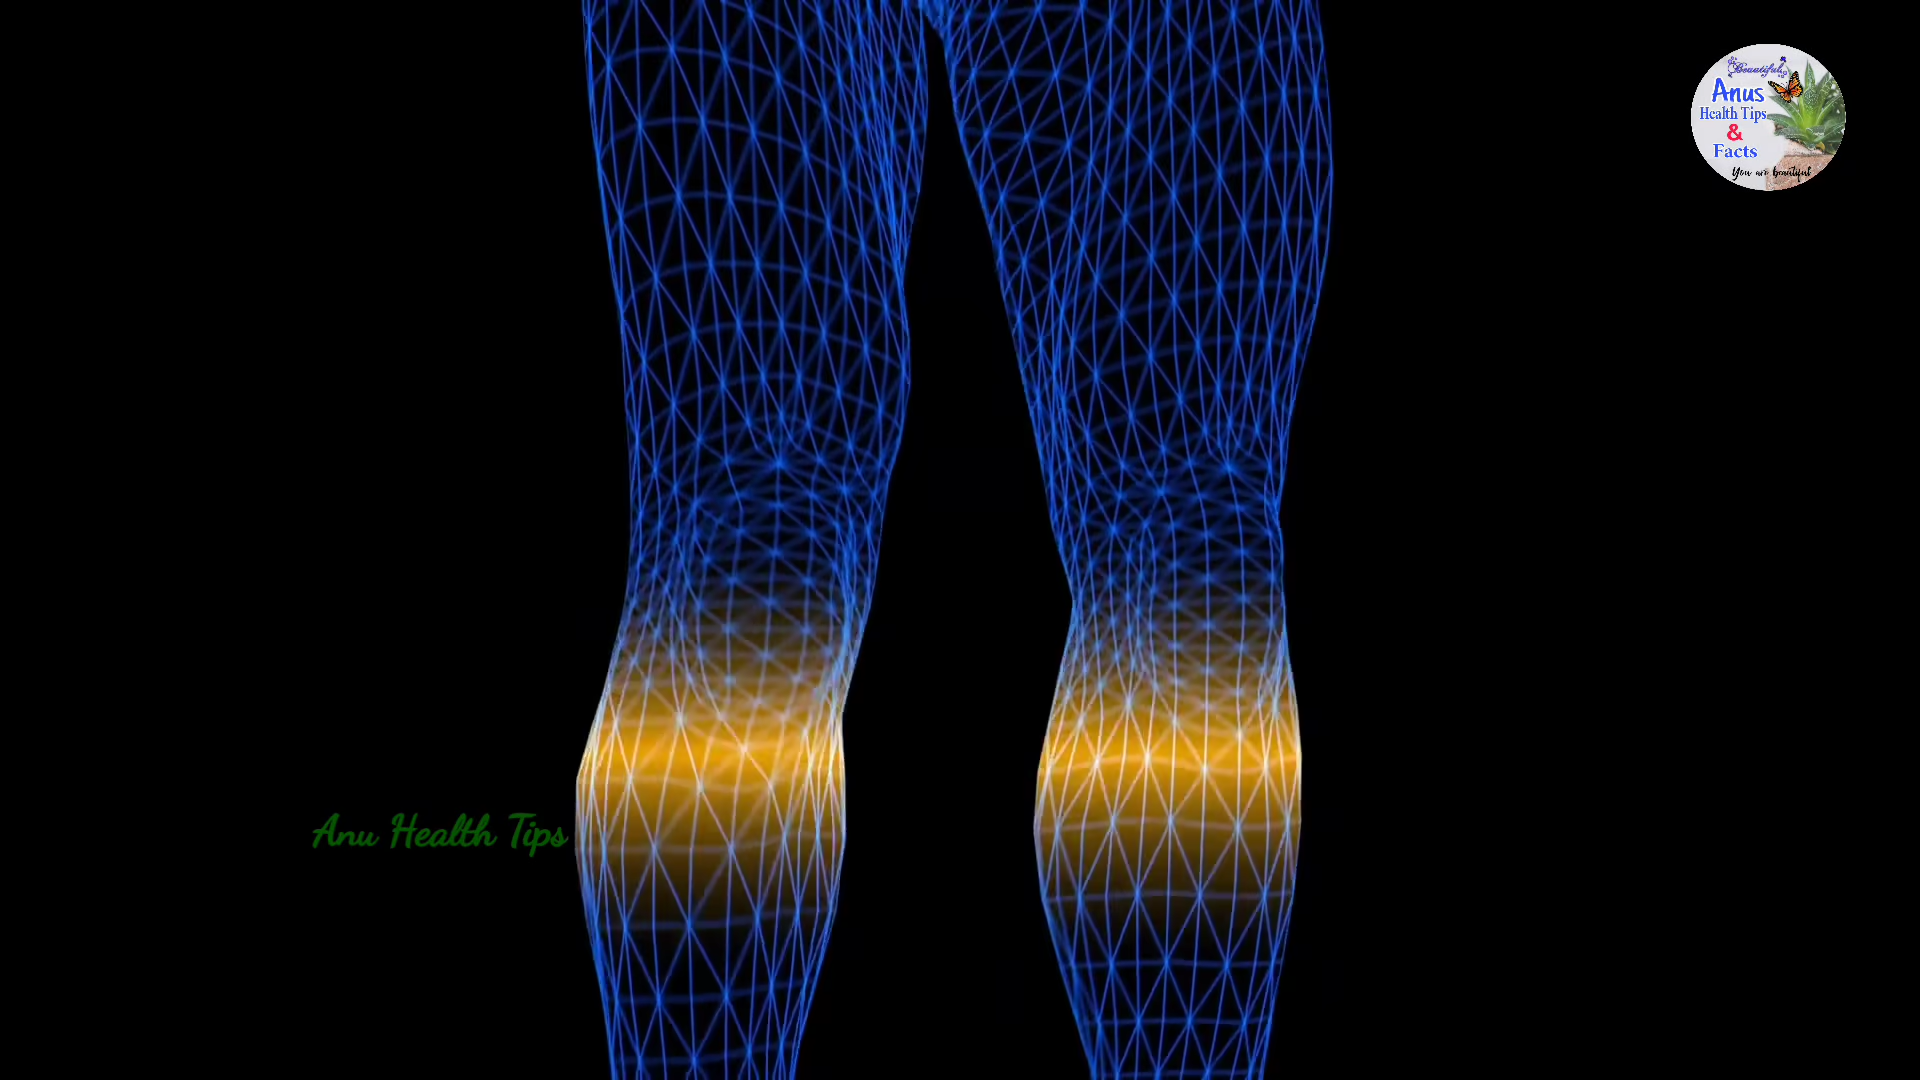 Beautiful
Anus
Health Tips
&
Facts
You are beautiful
Anu Health Tips